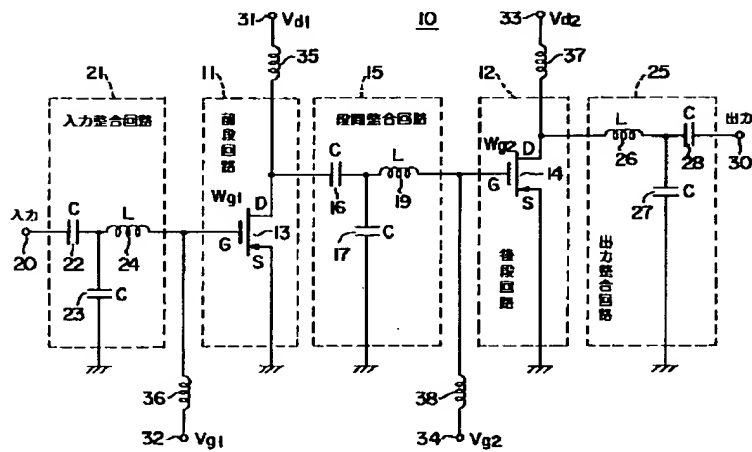 31 Vd1
10
33 Vd2
21
11
35
15
12
37
25
入力整合回路
前段回路
段間整合回路
Wg2 D
L
C
出力
26
28
30
Wg1 D
C
L
G
14
S
入力
C
L
G
13
S
16
19
C
27
20
22
24
17
C
C
23
後段回路
出力整合回路
36
38
32 Vg1
34 Vg2